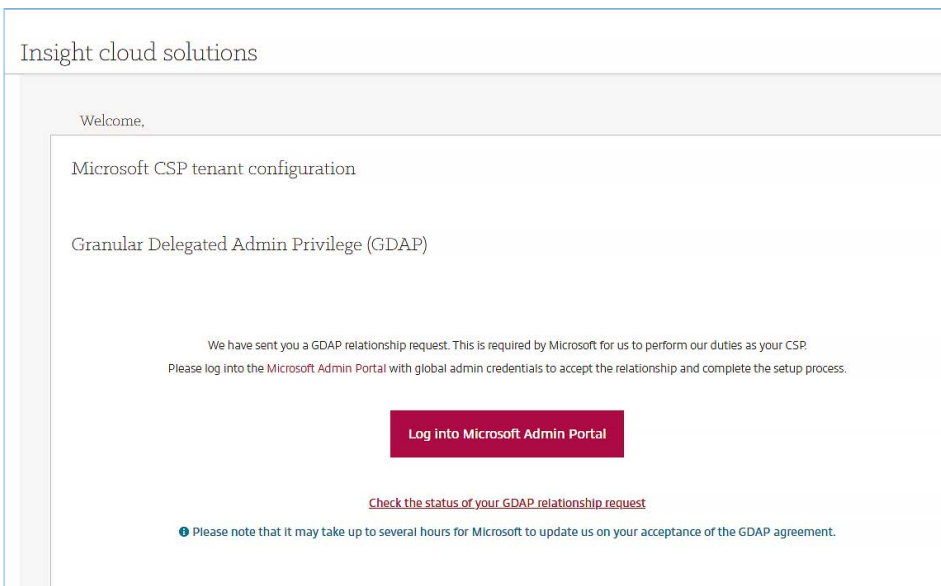 Insight cloud solutions
Welcome,
Microsoft CSP tenant configuration
Granular Delegated Admin Privilege (GDAP)
We have sent you a GDAP relationship request. This is required by Microsoft for us to perform our duties as your CSP.
Please log into the Microsoft Admin Portal with global admin credentials to accept the relationship and complete the setup process.
Log into Microsoft Admin Portal
Check the status of your GDAP relationship request
Please note that it may take up to several hours for Microsoft to update us on your acceptance of the GDAP agreement.